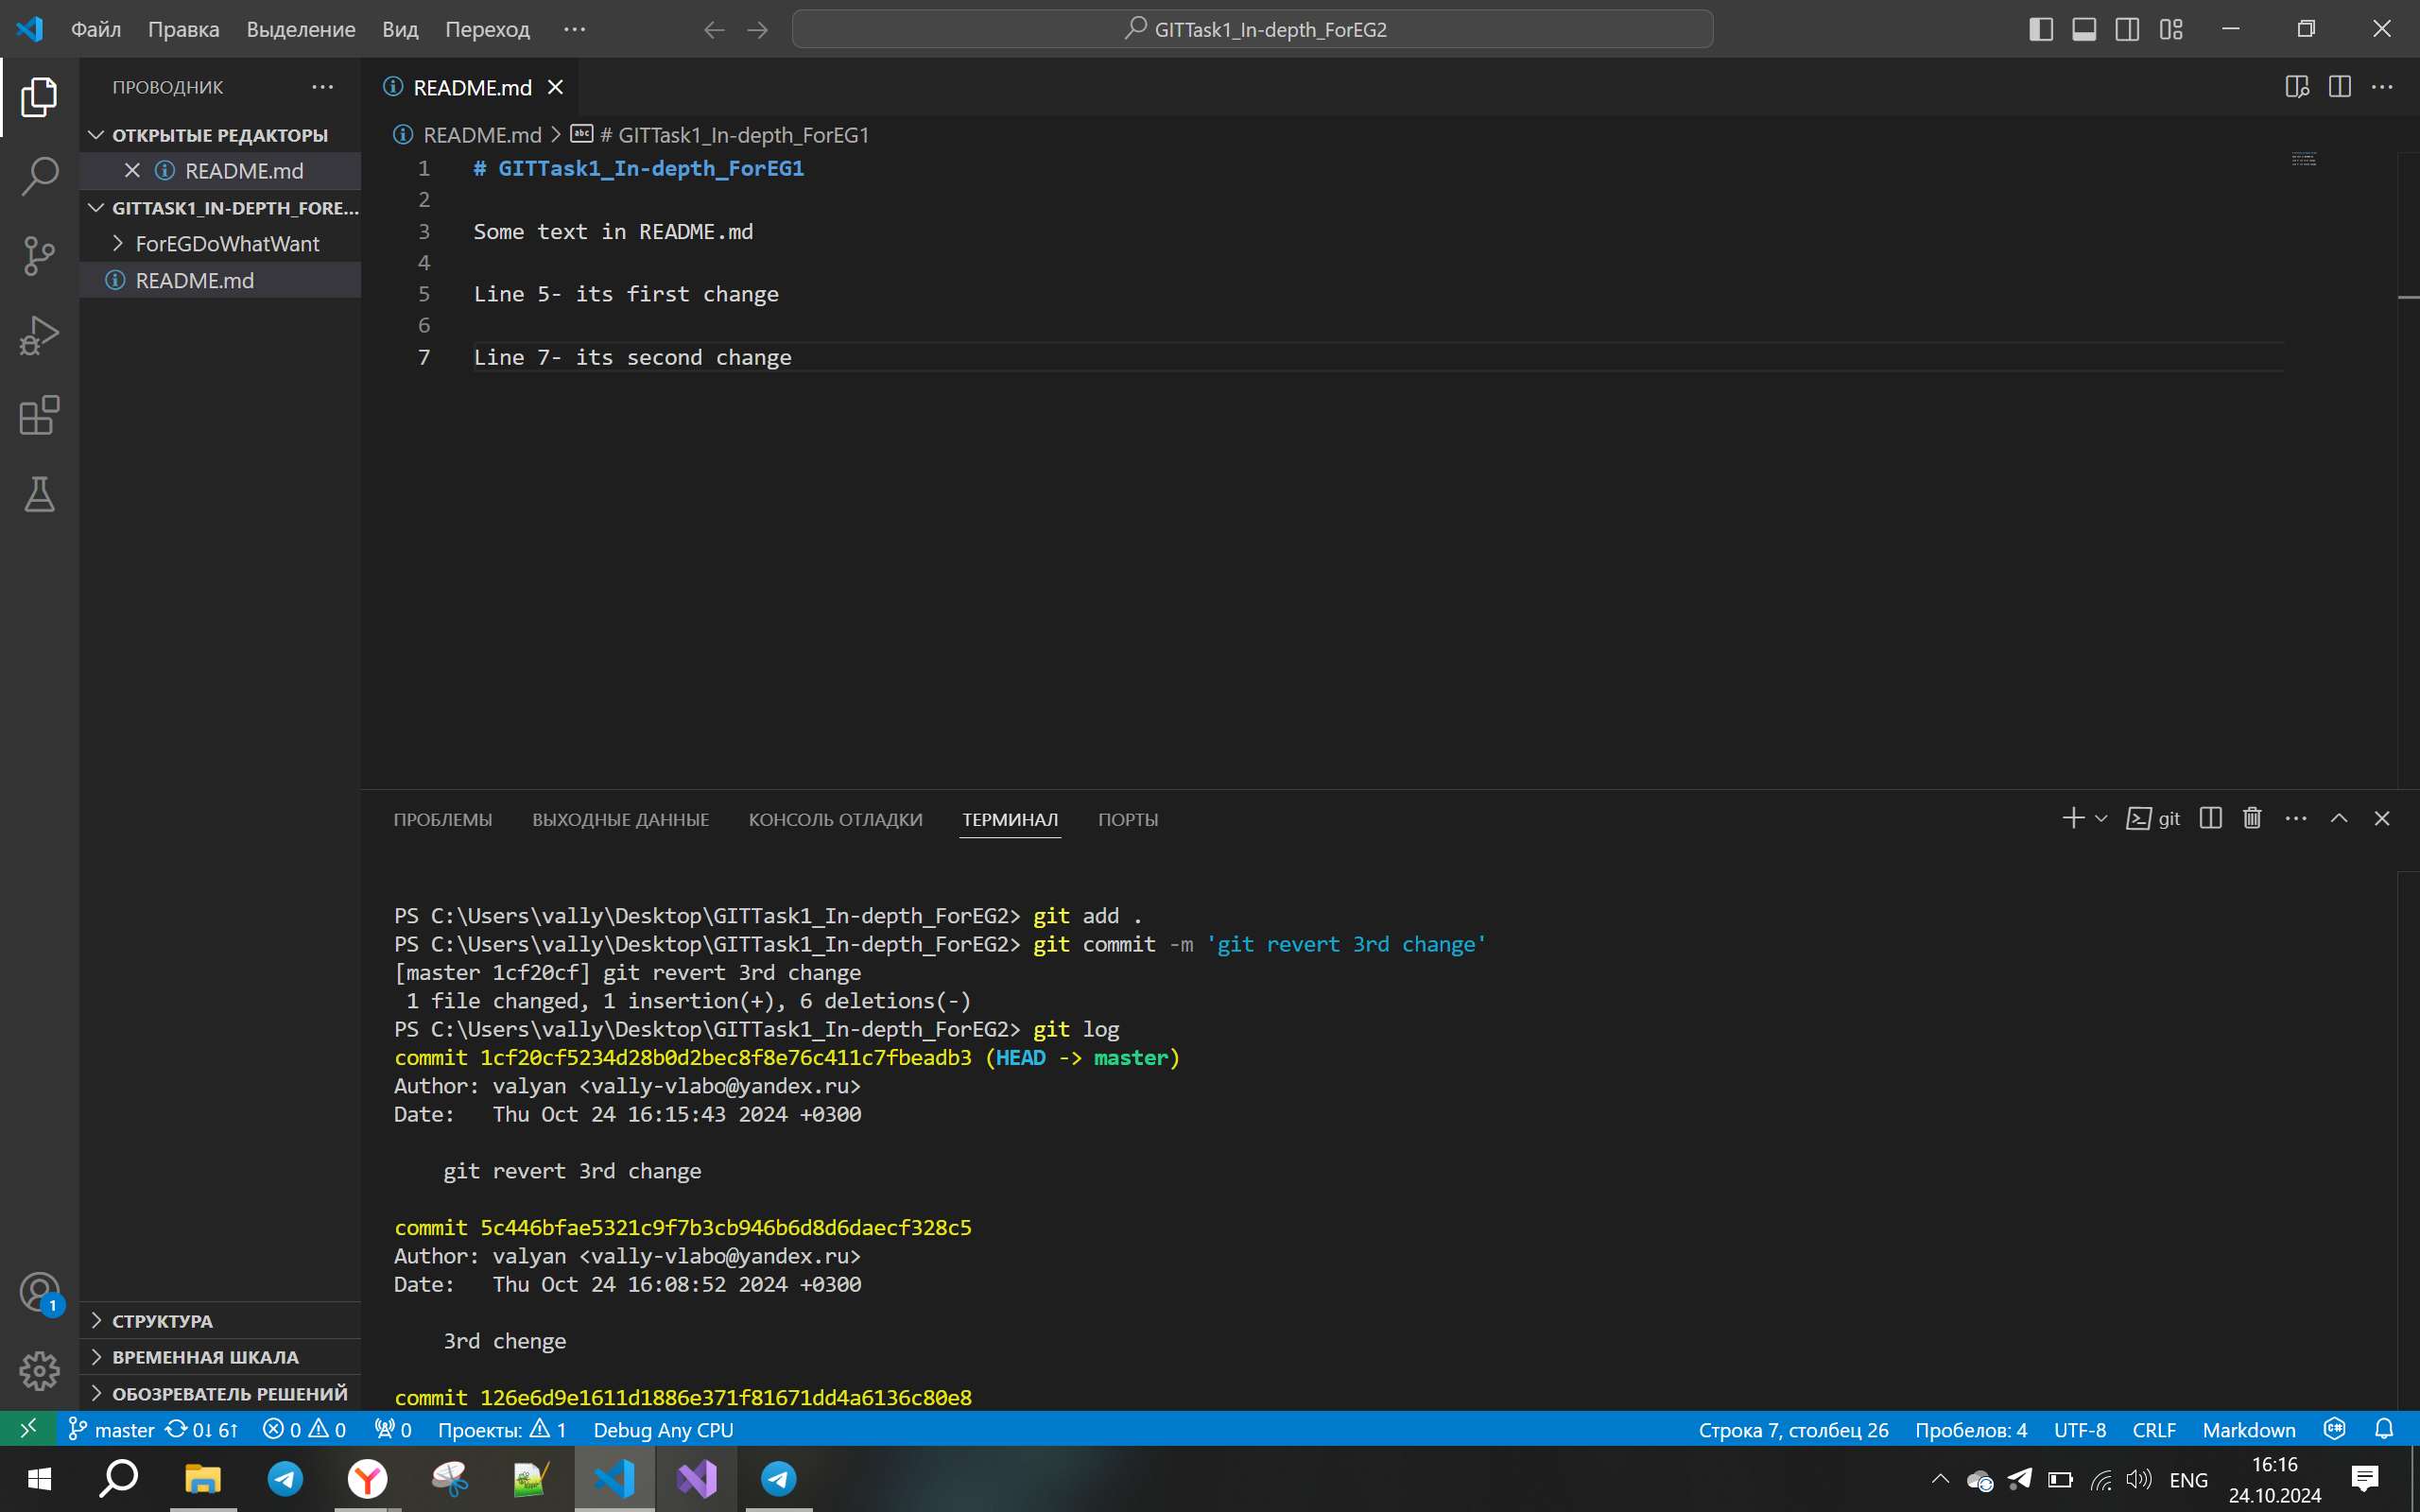 Файл Правка Выделение Вид Переход ···
GITTask1_In-depth_ForEG2
ПРОВОДНИК
README.md
ОТКРЫТЫЕ РЕДАКТОРЫ
README.md
GITTASK1_IN-DEPTH_FORE...
ForEGDoWhatWant
README.md
README.md > # GITTask1_In-depth_ForEG1
1 # GITTask1_In-depth_ForEG1
2
3 Some text in README.md
4
5 Line 5- its first change
6
7 Line 7- its second change
ПРОБЛЕМЫ ВЫХОДНЫЕ ДАННЫЕ КОНСОЛЬ ОТЛАДКИ ТЕРМИНАЛ ПОРТЫ
git
PS C:\Users\vally\Desktop\GITTask1_In-depth_ForEG2> git add .
PS C:\Users\vally\Desktop\GITTask1_In-depth_ForEG2> git commit -m 'git revert 3rd change'
[master 1cf20cf] git revert 3rd change
1 file changed, 1 insertion(+), 6 deletions(-)
PS C:\Users\vally\Desktop\GITTask1_In-depth_ForEG2> git log
commit 1cf20cf5234d28b0d2bec8f8e76c411c7fbeadb3 (HEAD -> master)
Author: valyan <vally-vlabo@yandex.ru>
Date:   Thu Oct 24 16:15:43 2024 +0300
git revert 3rd change
commit 5c446bfae5321c9f7b3cb946b6d8d6daecf328c5
Author: valyan <vally-vlabo@yandex.ru>
Date:   Thu Oct 24 16:08:52 2024 +0300
3rd chenge
commit 126e6d9e1611d1886e371f81671dd4a6136c80e8
1
СТРУКТУРА
ВРЕМЕННАЯ ШКАЛА
ОБОЗРЕВАТЕЛЬ РЕШЕНИЙ
master 0↓ 6↑ 0 0 0 Проекты: 1 Debug Any CPU
Строка 7, столбец 26 Пробелов: 4 UTF-8 CRLF Markdown
ENG
16:16
24.10.2024